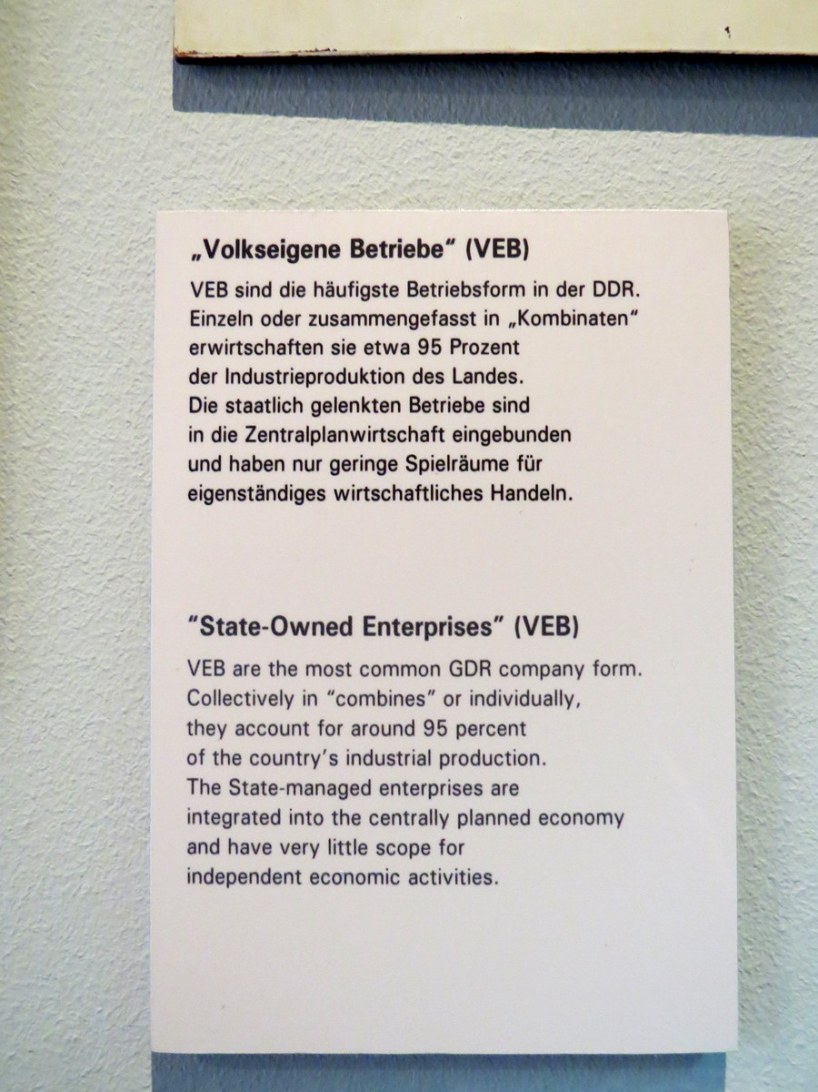 „Volkseigene Betriebe“ (VEB)
VEB sind die häufigste Betriebsform in der DDR.
Einzeln oder zusammengefasst in „Kombinaten“
erwirtschaften sie etwa 95 Prozent
der Industrieproduktion des Landes.
Die staatlich gelenkten Betriebe sind
in die Zentralplanwirtschaft eingebunden
und haben nur geringe Spielräume für
eigenständiges wirtschaftliches Handeln.
“State-Owned Enterprises” (VEB)
VEB are the most common GDR company form.
Collectively in “combines” or individually,
they account for around 95 percent
of the country’s industrial production.
The State-managed enterprises are
integrated into the centrally planned economy
and have very little scope for
independent economic activities.